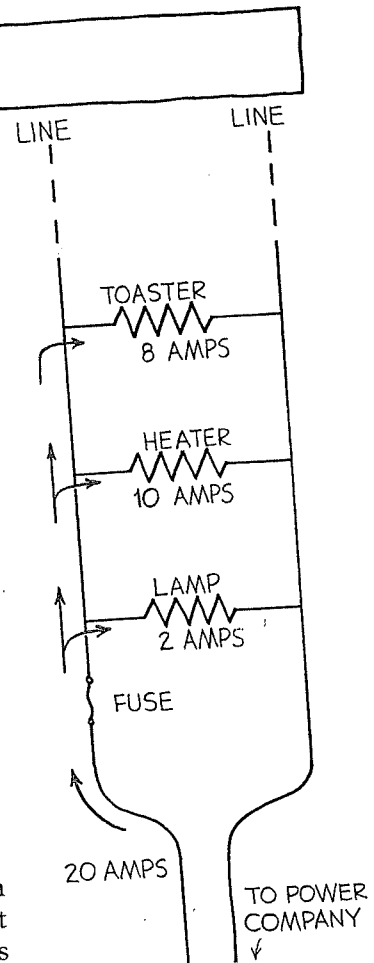 LINE
LINE
TOASTER
8 AMPS
HEATER
10 AMPS
LAMP
2 AMPS
FUSE
20 AMPS
TO POWER
COMPANY
t
s